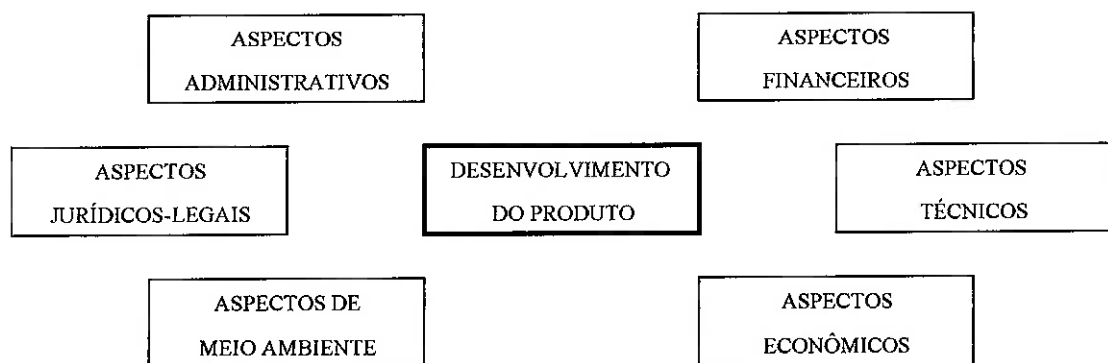 ASPECTOS
ADMINISTRATIVOS
ASPECTOS
FINANCEIROS
ASPECTOS
JURÍDICOS-LEGAIS
DESENVOLVIMENTO
DO PRODUTO
ASPECTOS
TÉCNICOS
ASPECTOS DE
MEIO AMBIENTE
ASPECTOS
ECONÔMICOS